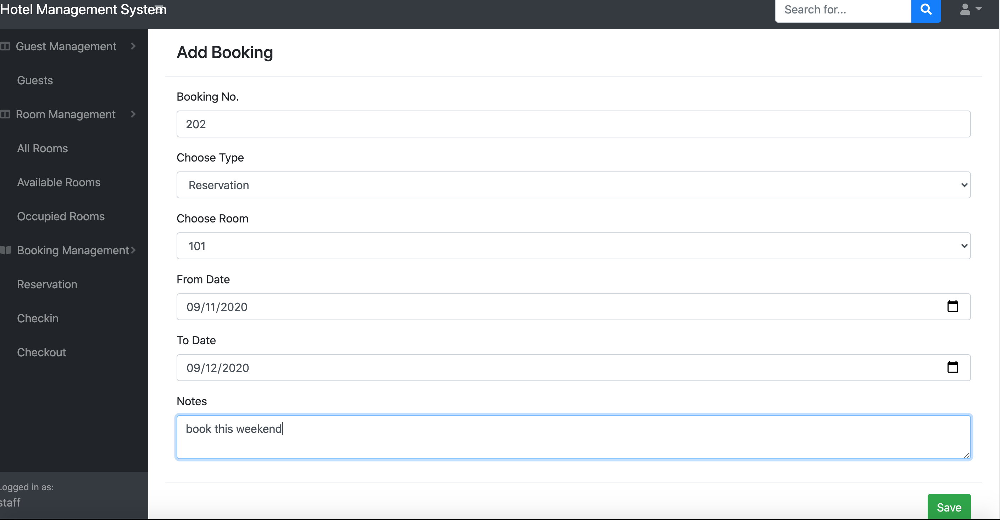 Hotel Management System
Search for...
Guest Management
Guests
Room Management
All Rooms
Available Rooms
Occupied Rooms
Booking Management
Reservation
Checkin
Checkout
Logged in as:
staff
Add Booking
Booking No.
202
Choose Type
Reservation
Choose Room
101
From Date
09/11/2020
To Date
09/12/2020
Notes
book this weekend
Save